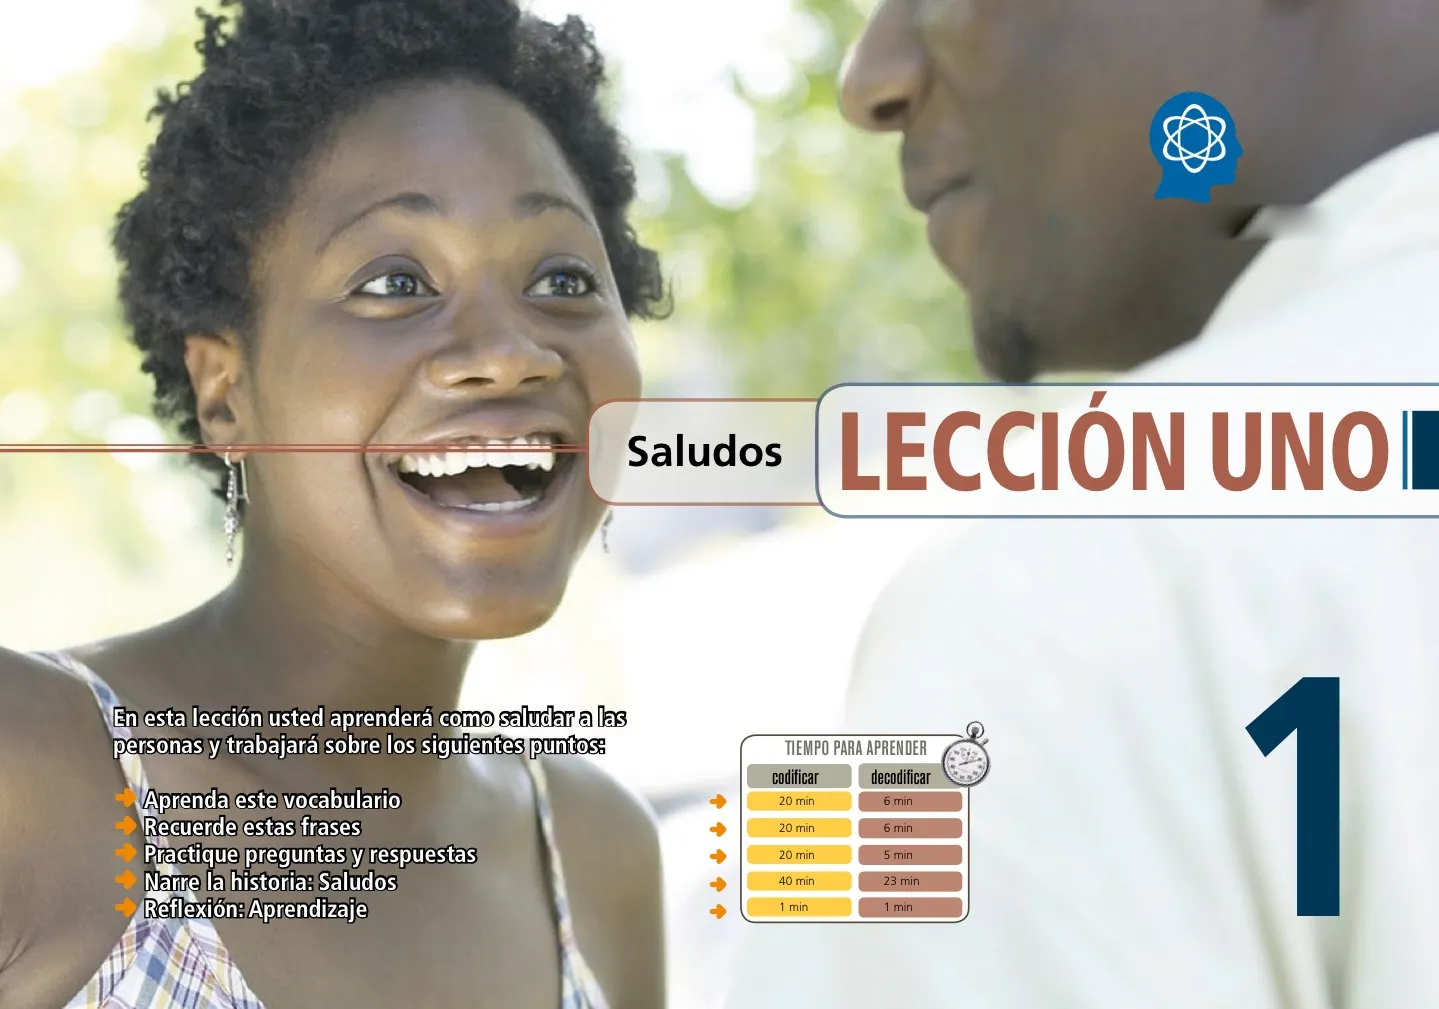 Saludos
LECCIÓN UNO
En esta lección usted aprenderá como saludar a las
personas y trabajará sobre los siguientes puntos:
Aprenda este vocabulario
Recuerde estas frases
Practique preguntas y respuestas
Narre la historia: Saludos
Reflexión: Aprendizaje
TIEMPO PARA APRENDER
codificar decodificar
20 min 6 min
20 min 6 min
20 min 5 min
40 min 23 min
1 min 1 min
1